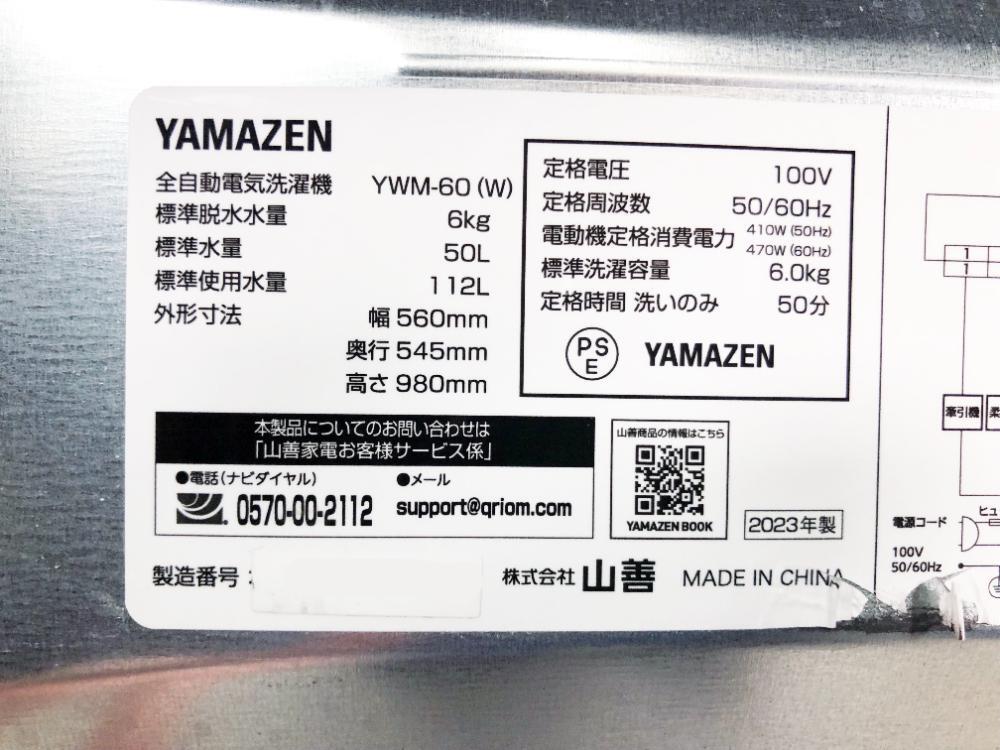 YAMAZEN
全自動電気洗濯機 YWM-60 (W)
標準脱水水量 6kg
標準水量 50L
標準使用水量 112L
外形寸法 幅 560mm
奥行 545mm
高さ 980mm
定格電圧 100V
定格周波数 50/60Hz
電動機定格消費電力 410W (50Hz)
470W (60Hz)
標準洗濯容量 6.0kg
定格時間 洗いのみ 50分
PS
E
YAMAZEN
本製品についてのお問い合わせは
「山善家電お客様サービス係」
●電話(ナビダイヤル) ●メール
0570-00-2112 support@qriom.com
山善商品の情報はこちら
YAMAZEN BOOK
2023年製
製造番号:
株式会社 山善 MADE IN CHINA
1
1
牽引機
電源コード
100V
50/60Hz